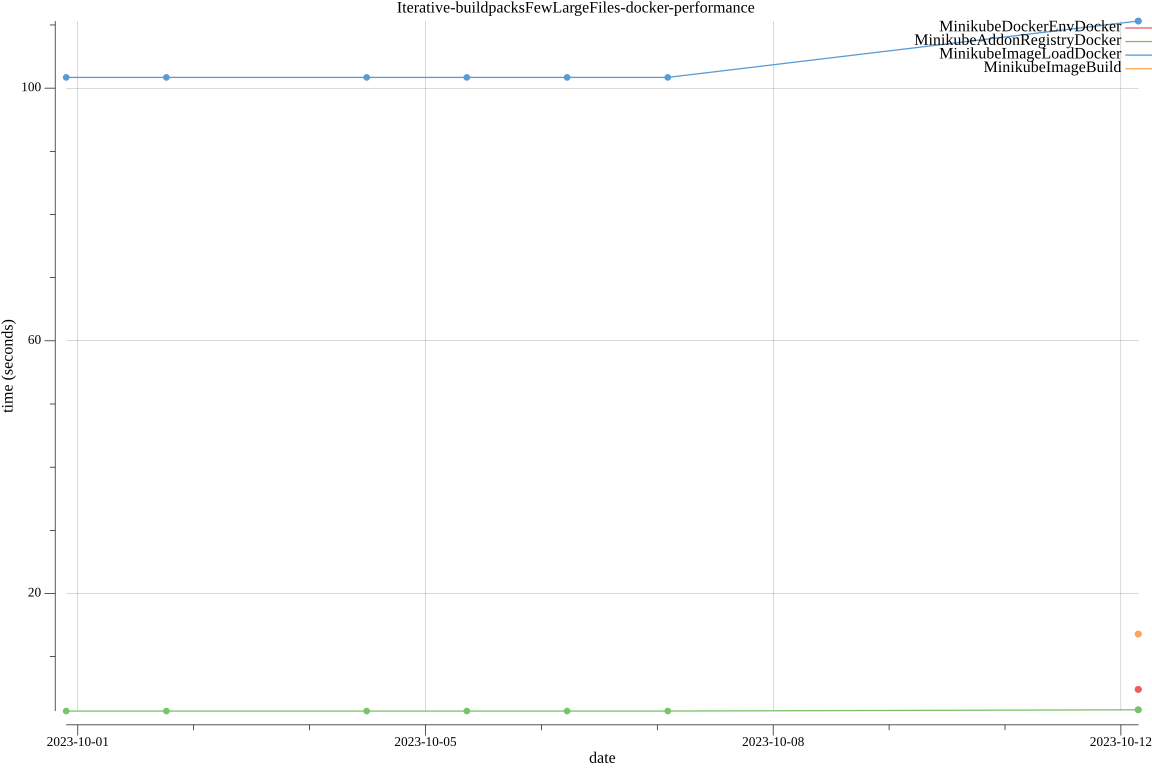 Iterative-buildpacksFewLargeFiles-docker-performance
MinikubeDockerEnvDocker
MinikubeAddonRegistryDocker
MinikubeImageLoadDocker
MinikubeImageBuild
100
60
20
time (seconds)
2023-10-01
2023-10-05
2023-10-08
2023-10-12
date